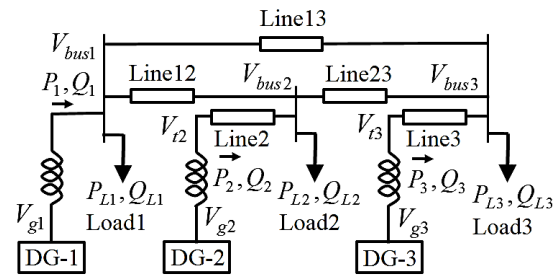 Line13
V_bus1
Line12
V_bus2
Line23
V_bus3
P_1, Q_1
V_t2
Line2
V_t3
Line3
P_2, Q_2
P_3, Q_3
V_g1
P_L1, Q_L1
Load1
V_g2
P_L2, Q_L2
Load2
V_g3
P_L3, Q_L3
Load3
DG-1
DG-2
DG-3